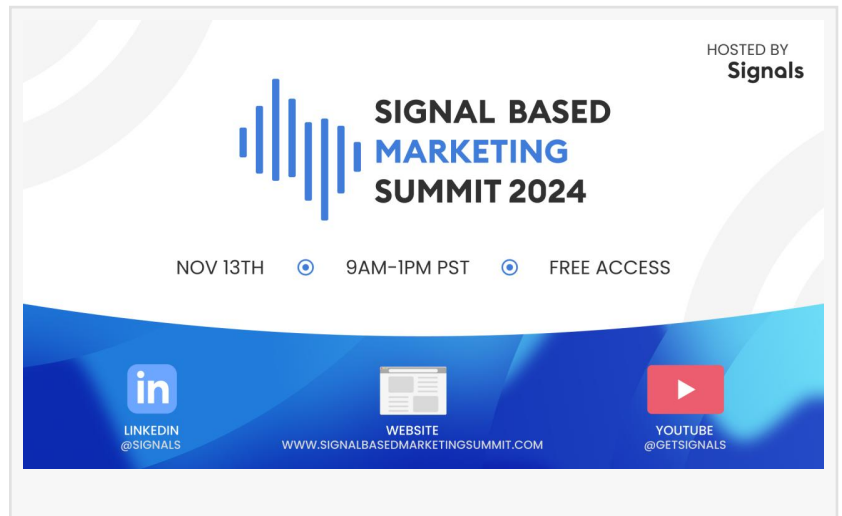 HOSTED BY
Signals
SIGNAL BASED
MARKETING
SUMMIT 2024
NOV 13TH 9AM-1PM PST FREE ACCESS
in
LINKEDIN
@SIGNALS
WEBSITE
WWW.SIGNALBASEDMARKETINGSUMMIT.COM
YOUTUBE
@GETSIGNALS